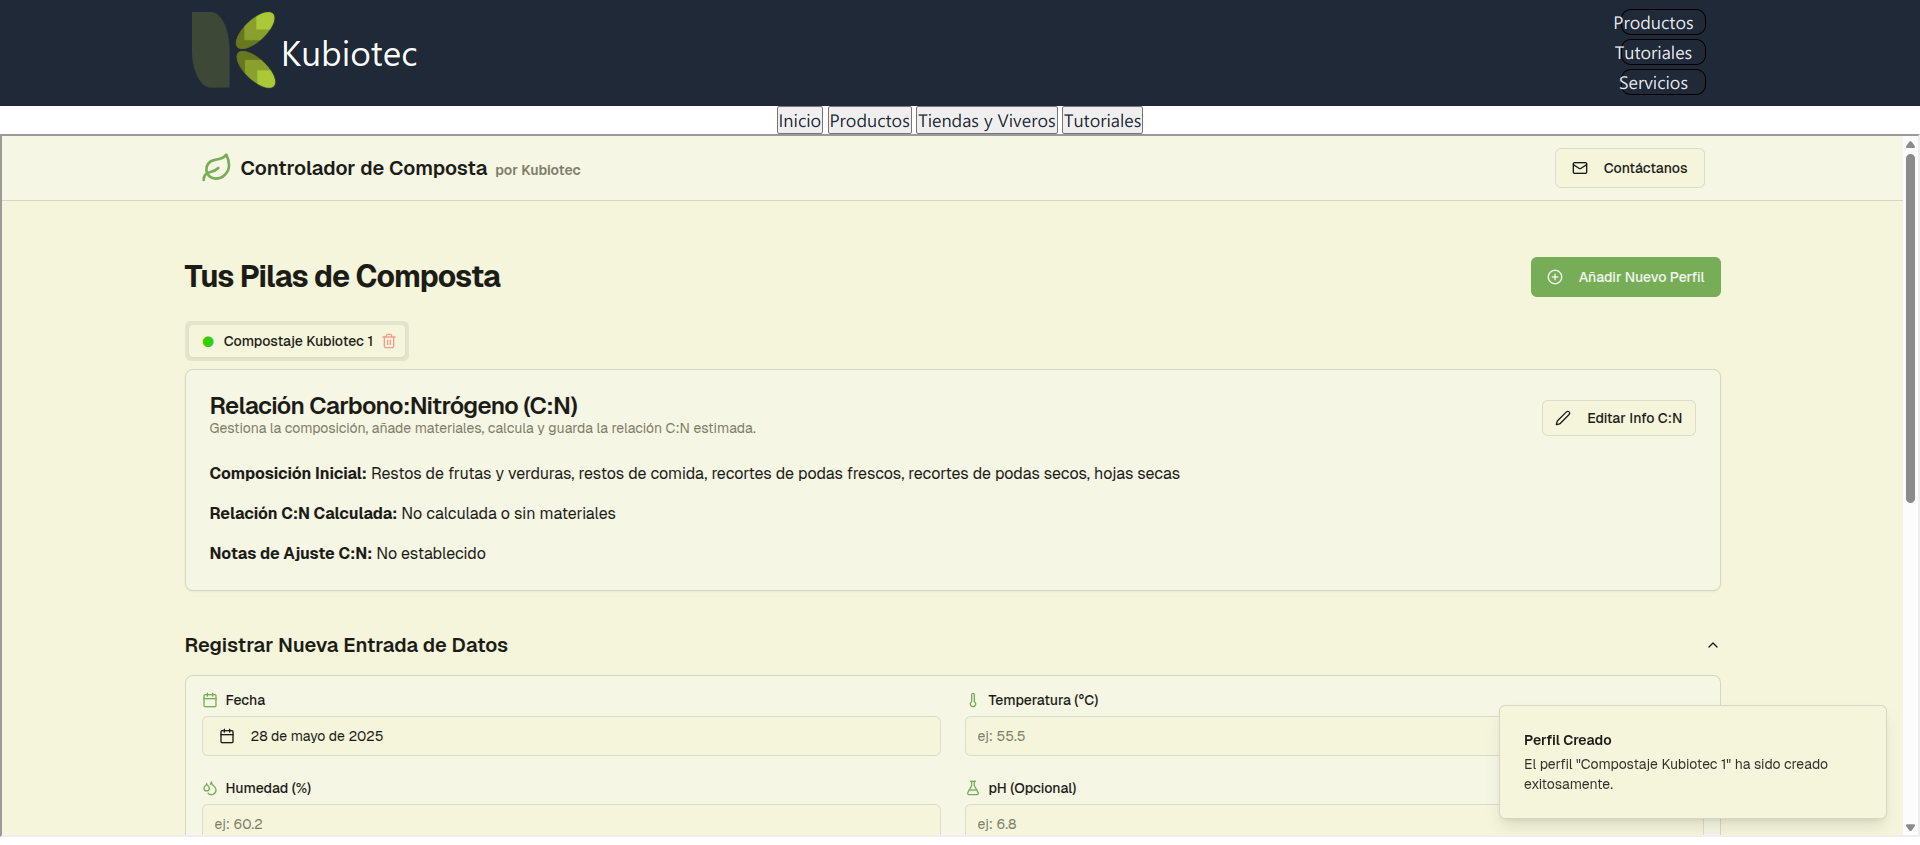 Kubiotec
Productos
Tutoriales
Servicios
Inicio Productos Tiendas y Viveros Tutoriales
Controlador de Composta por Kubiotec
Contáctanos
Tus Pilas de Composta
Añadir Nuevo Perfil
Compostaje Kubiotec 1
Relación Carbono:Nitrógeno (C:N)
Gestiona la composición, añade materiales, calcula y guarda la relación C:N estimada.
Editar Info C:N
Composición Inicial: Restos de frutas y verduras, restos de comida, recortes de podas frescos, recortes de podas secos, hojas secas
Relación C:N Calculada: No calculada o sin materiales
Notas de Ajuste C:N: No establecido
Registrar Nueva Entrada de Datos
Fecha
28 de mayo de 2025
Temperatura (°C)
ej: 55.5
Humedad (%)
ej: 60.2
pH (Opcional)
ej: 6.8
Perfil Creado
El perfil "Compostaje Kubiotec 1" ha sido creado
exitosamente.